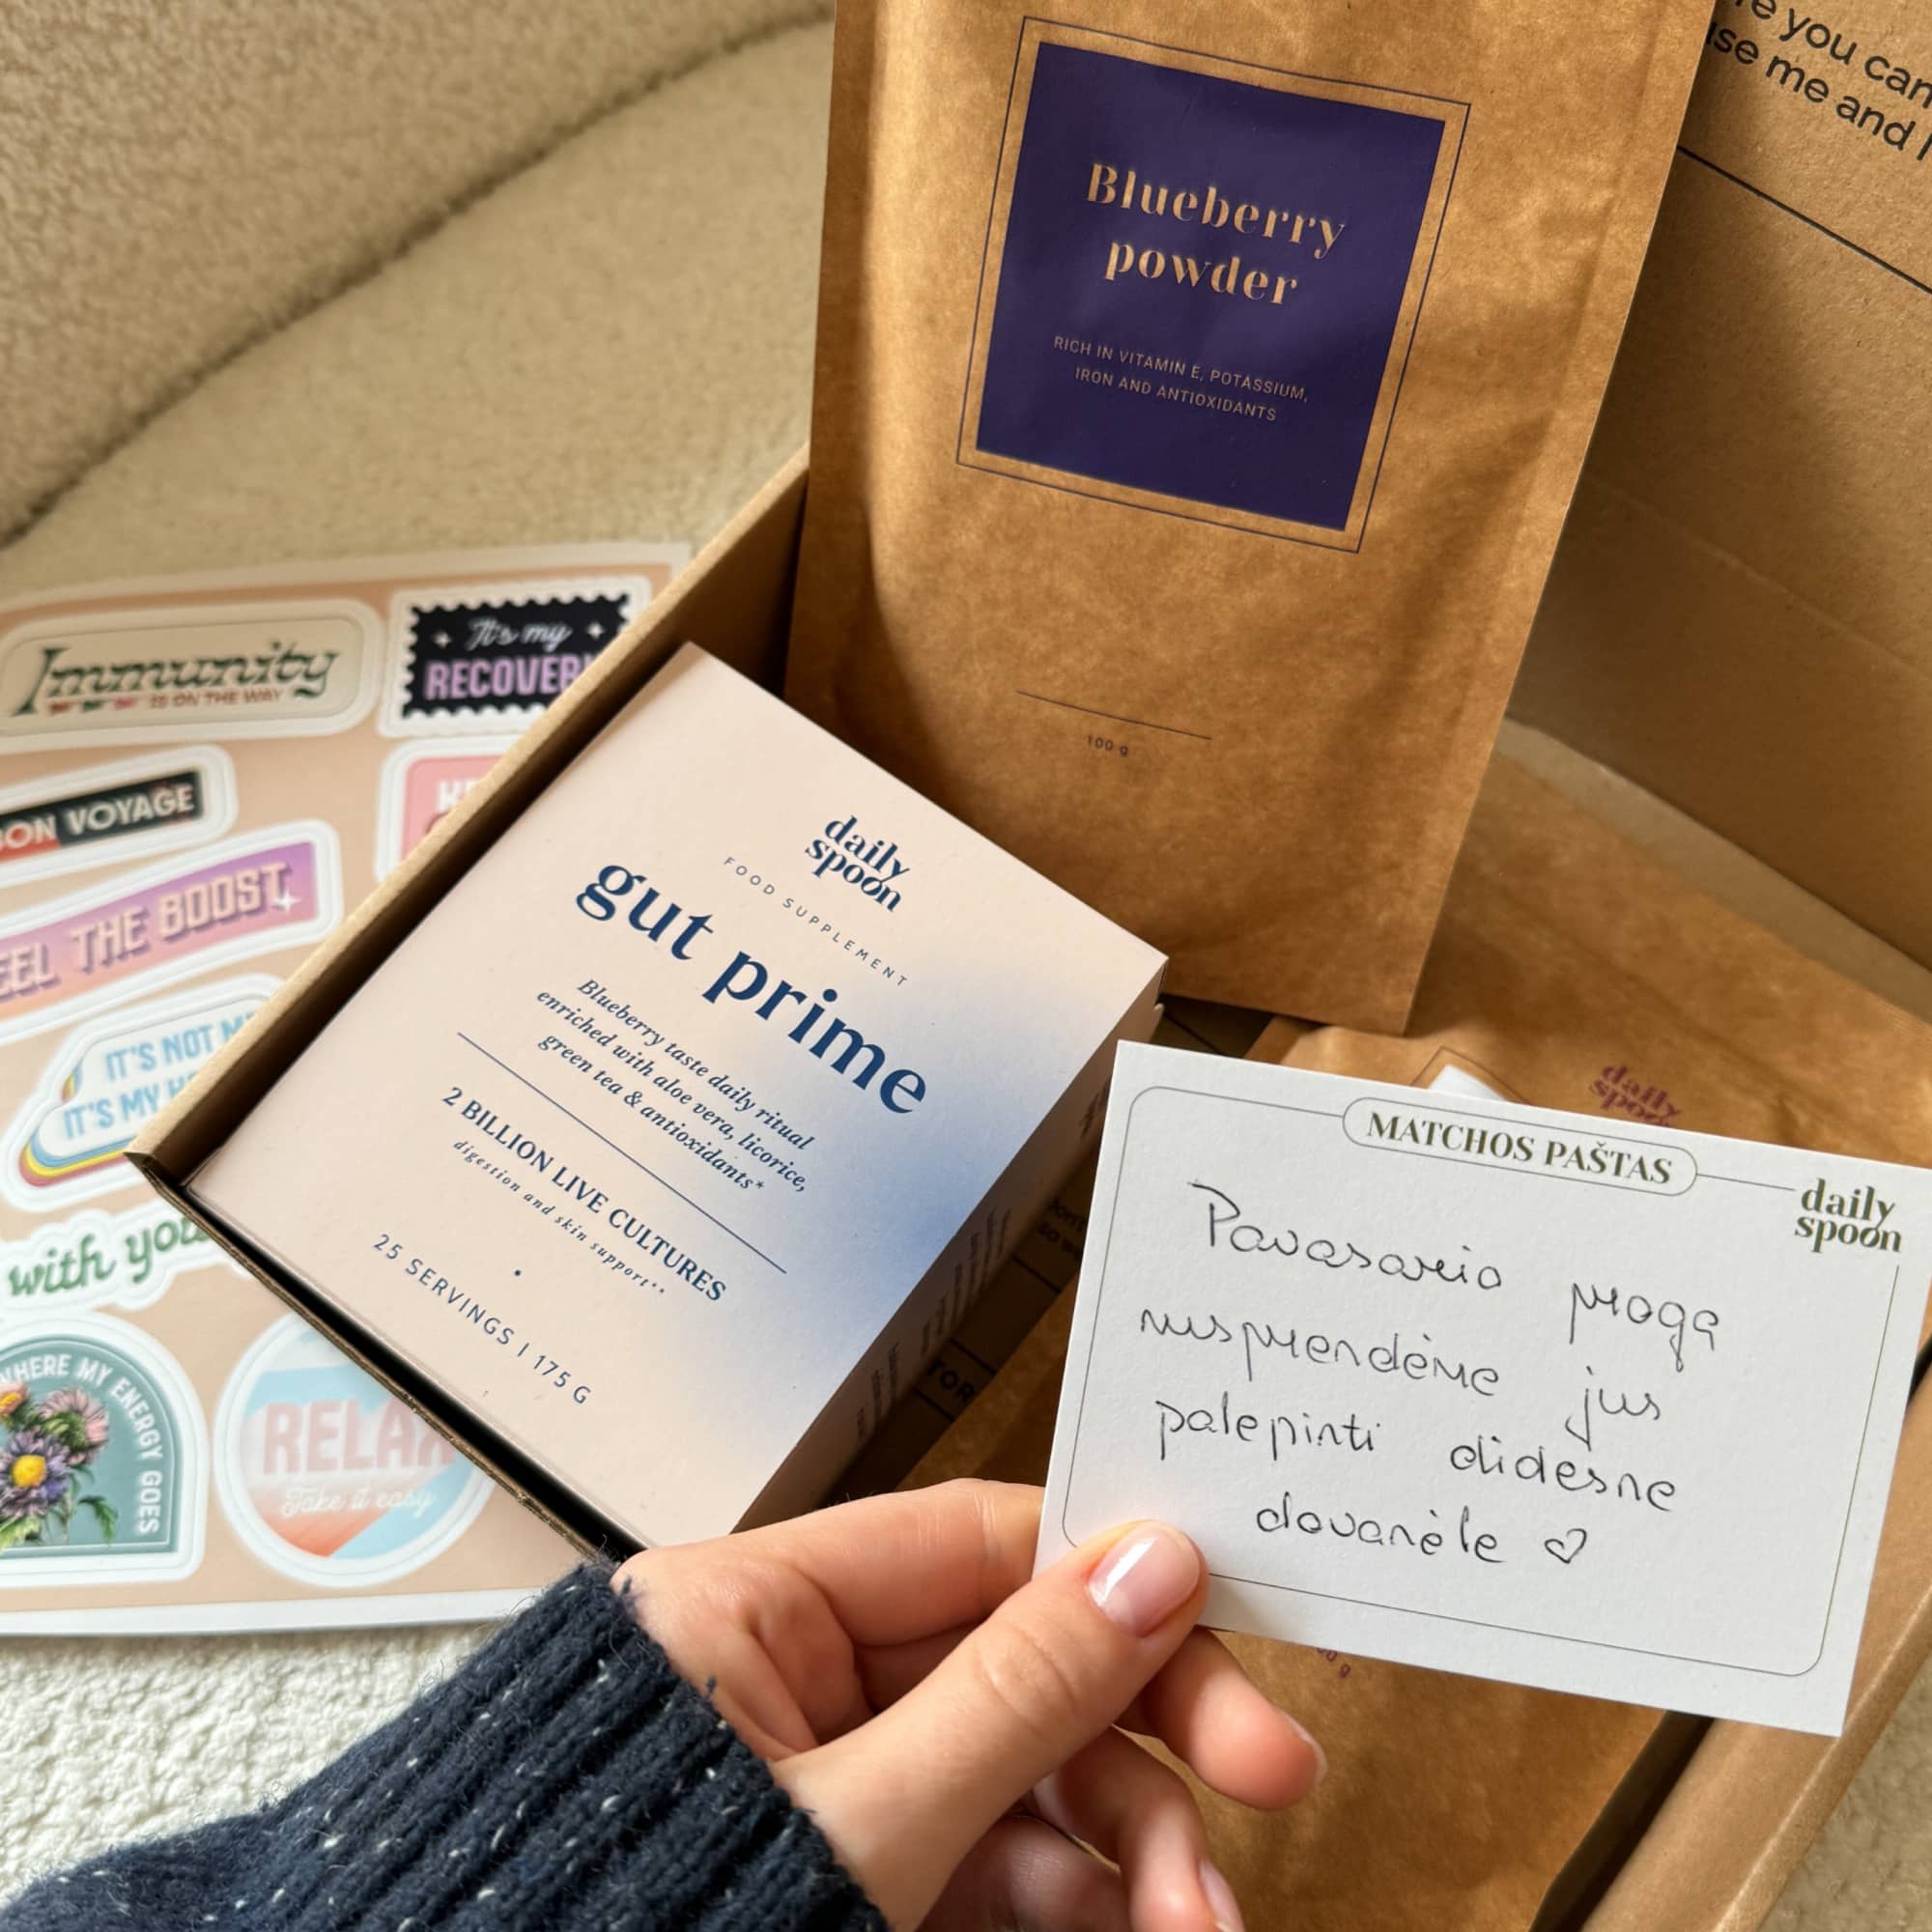 e you can
se me and
Blueberry
powder
RICH IN VITAMIN E, POTASSIUM,
IRON AND ANTIOXIDANTS
100 g
Immunity
IS ON THE WAY
It's my
RECOVERY
BON VOYAGE
FEEL THE BOOST
IT'S NOT
IT'S MY
with you
WHERE MY ENERGY GOES
RELAX
Take it easy
daily
spoon
FOOD SUPPLEMENT
gut prime
Blueberry taste daily ritual
enriched with aloe vera, licorice,
green tea & antioxidants*
2 BILLION LIVE CULTURES
digestion and skin support**
25 SERVINGS | 175 G
daily
spoon
MATCHOS PAŠTAS
daily
spoon
Pavasario proga
nusprendėme jus
palepinti didesne
dovanėle ♡